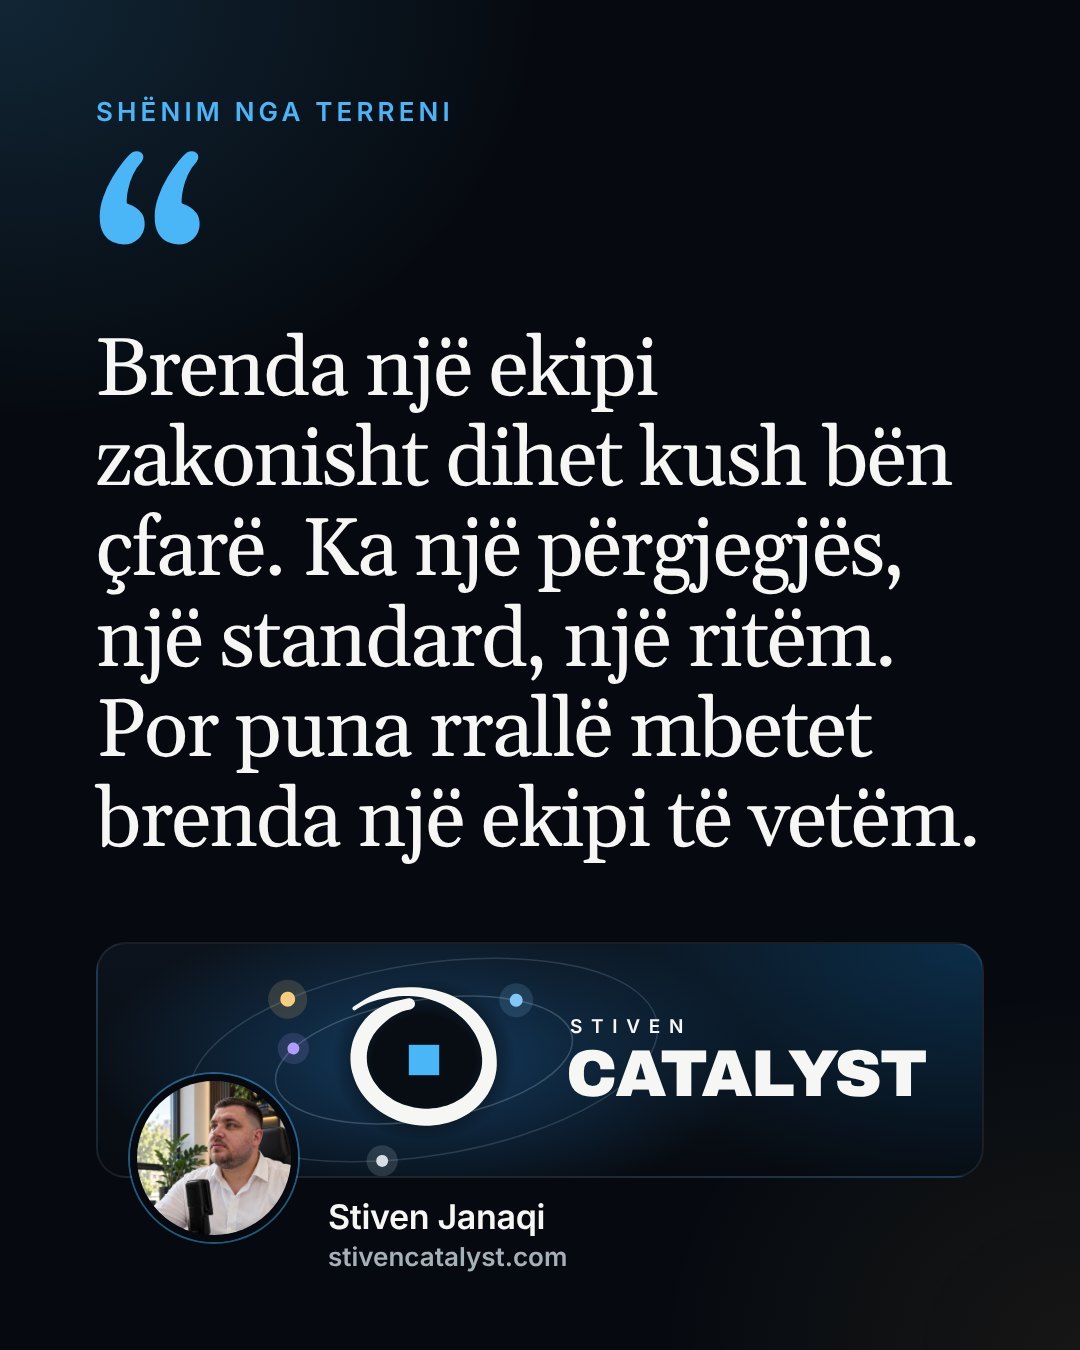 SHËNIM NGA TERRENI
“
Brenda një ekipi
zakonisht dihet kush bën
çfarë. Ka një përgjegjës,
një standard, një ritëm.
Por puna rrallë mbetet
brenda një ekipi të vetëm.
STIVEN
CATALYST
Stiven Janaqi
stivencatalyst.com